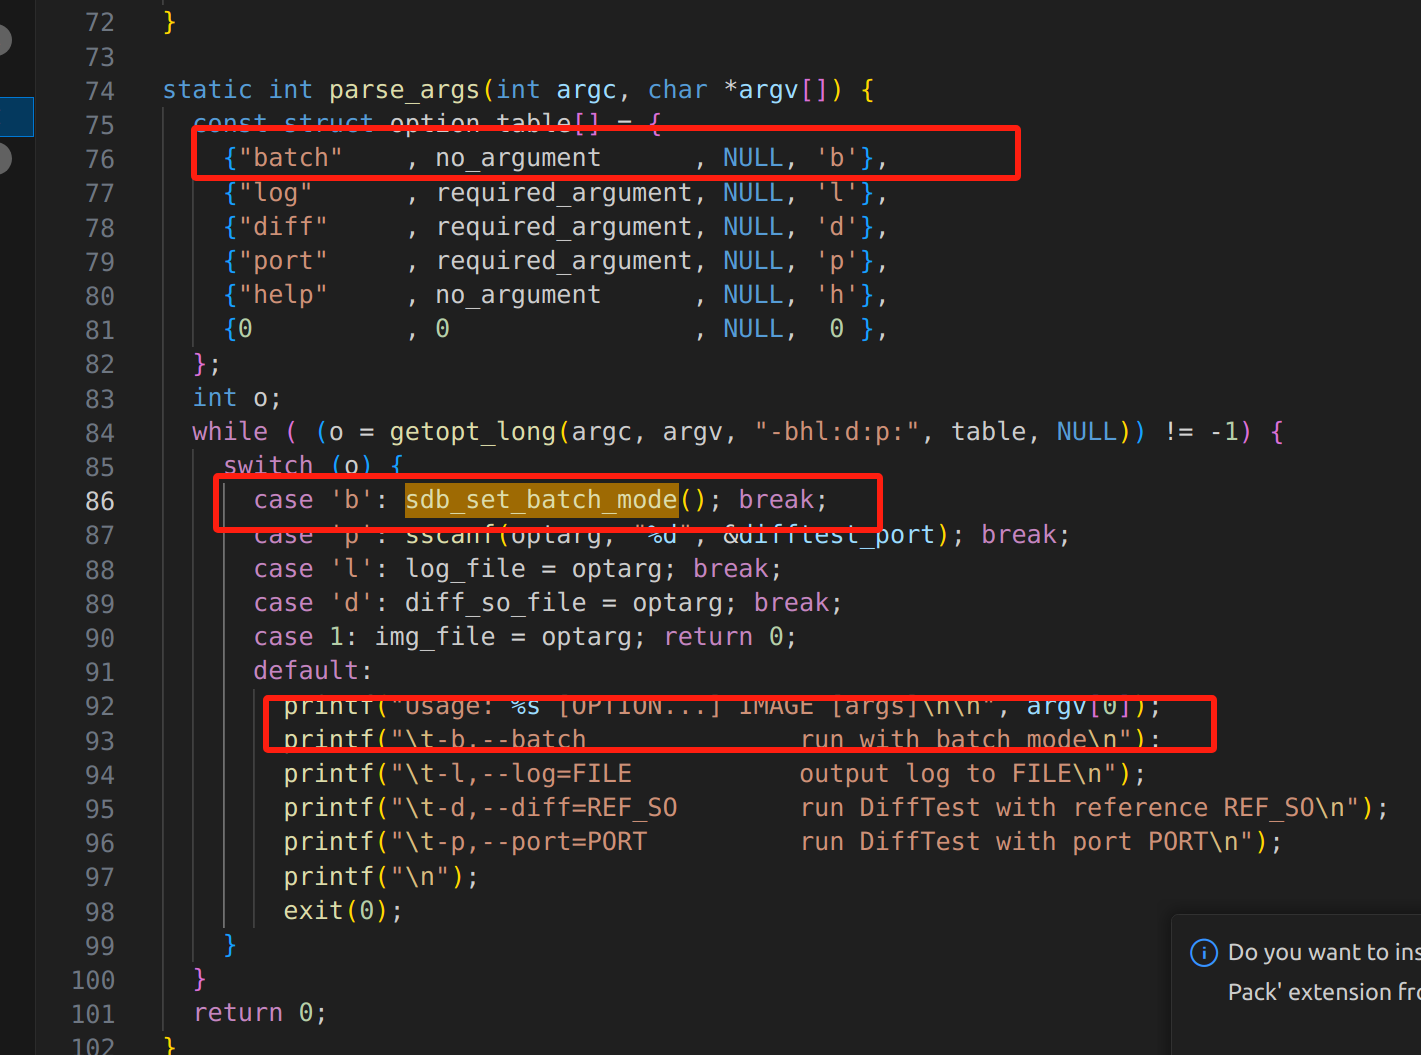 72 }
73
74 static int parse_args(int argc, char *argv[]) {
75   const struct option table[] = {
76     {"batch"    , no_argument      , NULL, 'b'},
77     {"log"      , required_argument, NULL, 'l'},
78     {"diff"     , required_argument, NULL, 'd'},
79     {"port"     , required_argument, NULL, 'p'},
80     {"help"     , no_argument      , NULL, 'h'},
81     {0          , 0                , NULL,  0 },
82   };
83   int o;
84   while ( (o = getopt_long(argc, argv, "-bhl:d:p:", table, NULL)) != -1) {
85     switch (o) {
86       case 'b': sdb_set_batch_mode(); break;
87       case 'p': sscanf(optarg, "%d", &difftest_port); break;
88       case 'l': log_file = optarg; break;
89       case 'd': diff_so_file = optarg; break;
90       case 1: img_file = optarg; return 0;
91       default:
92         printf("Usage: %s [OPTION...] IMAGE [args]\n\n", argv[0]);
93         printf("\t-b,--batch              run with batch mode\n");
94         printf("\t-l,--log=FILE           output log to FILE\n");
95         printf("\t-d,--diff=REF_SO        run DiffTest with reference REF_SO\n");
96         printf("\t-p,--port=PORT          run DiffTest with port PORT\n");
97         printf("\n");
98         exit(0);
99     }
100   }
101   return 0;
102 }
Do you want to ins
Pack' extension fro